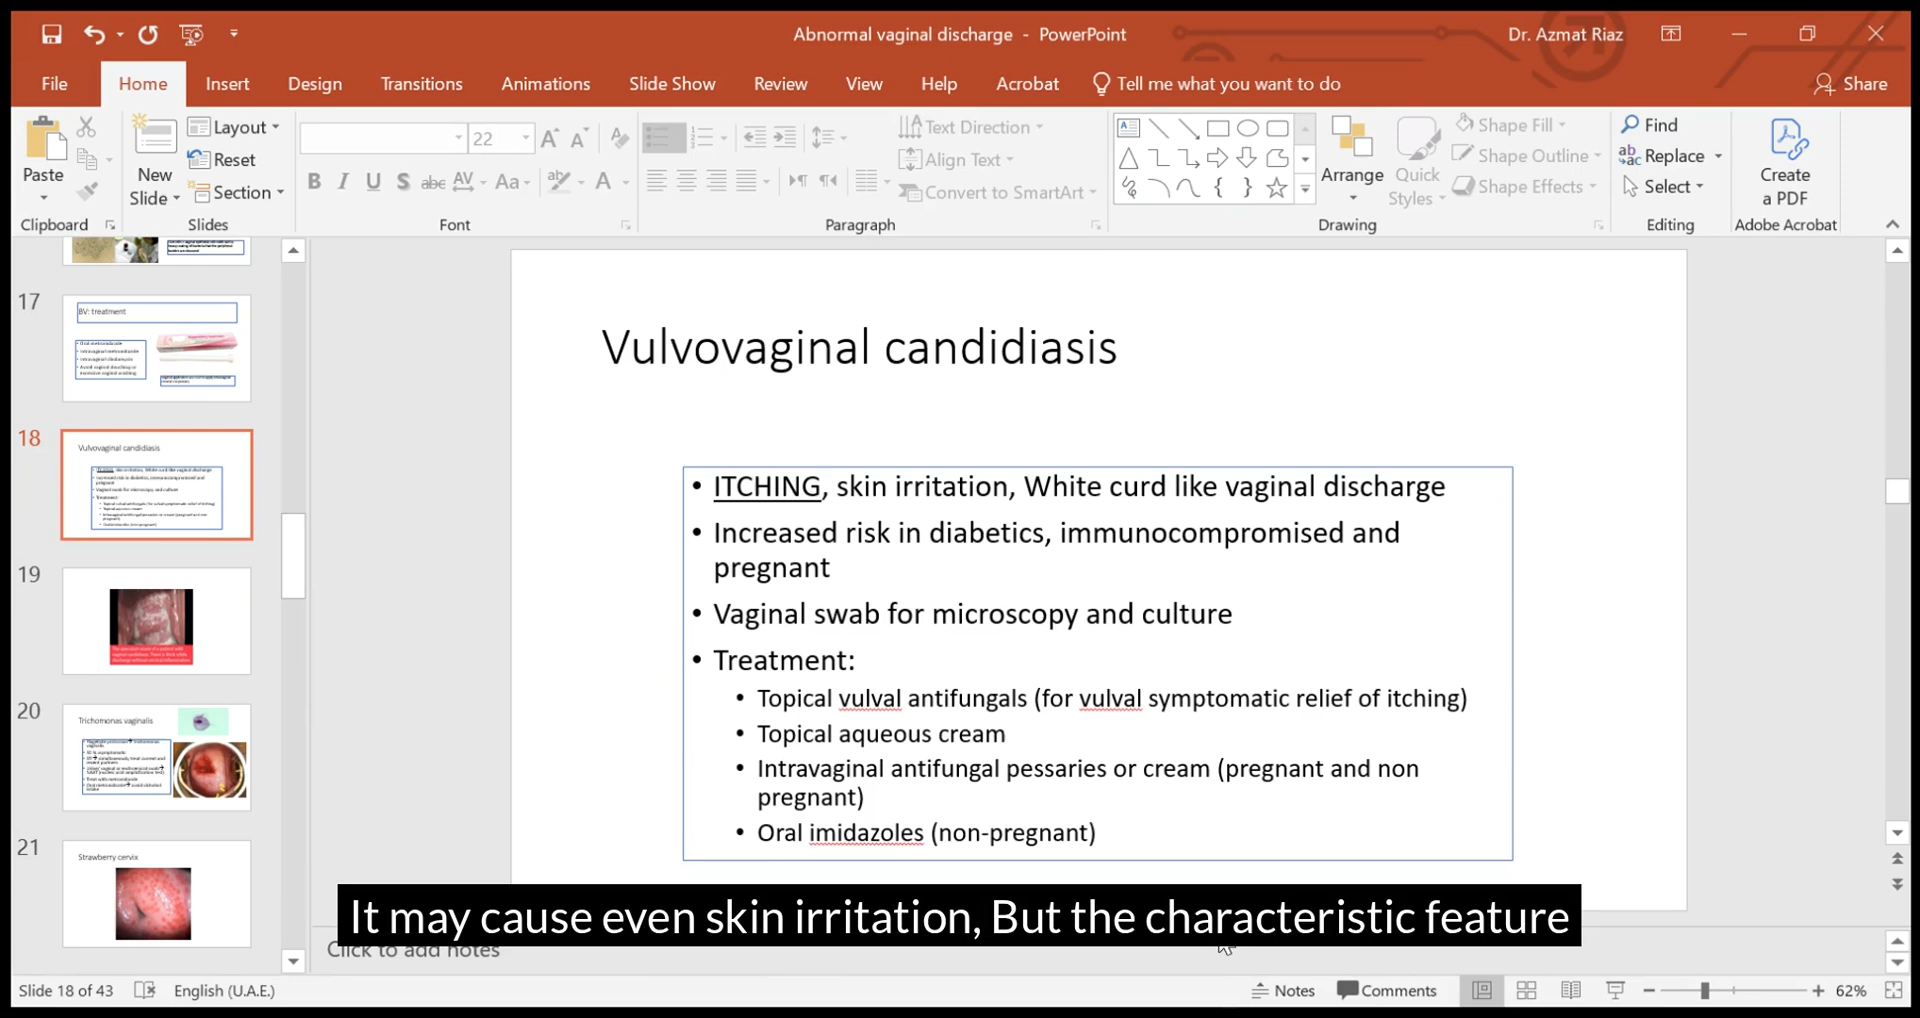 Abnormal vaginal discharge - PowerPoint
Dr. Azmat Riaz
File
Home
Insert
Design
Transitions
Animations
Slide Show
Review
View
Help
Acrobat
Tell me what you want to do
Share
Paste
Clipboard
New Slide
Layout
Reset
Section
Slides
22
B I U S abc AV Aa A
Font
Text Direction
Align Text
Convert to SmartArt
Paragraph
Arrange
Quick Styles
Shape Fill
Shape Outline
Shape Effects
Drawing
Find
Replace
Select
Editing
Create a PDF
Adobe Acrobat
17
BV: treatment
18
Vulvovaginal candidiasis
19
20
Trichomonas vaginalis
21
Strawberry cervix
Vulvovaginal candidiasis
• ITCHING, skin irritation, White curd like vaginal discharge
• Increased risk in diabetics, immunocompromised and
pregnant
• Vaginal swab for microscopy and culture
• Treatment:
• Topical vulval antifungals (for vulval symptomatic relief of itching)
• Topical aqueous cream
• Intravaginal antifungal pessaries or cream (pregnant and non
pregnant)
• Oral imidazoles (non-pregnant)
It may cause even skin irritation, But the characteristic feature
Click to add notes
Slide 18 of 43
English (U.A.E.)
Notes
Comments
62%